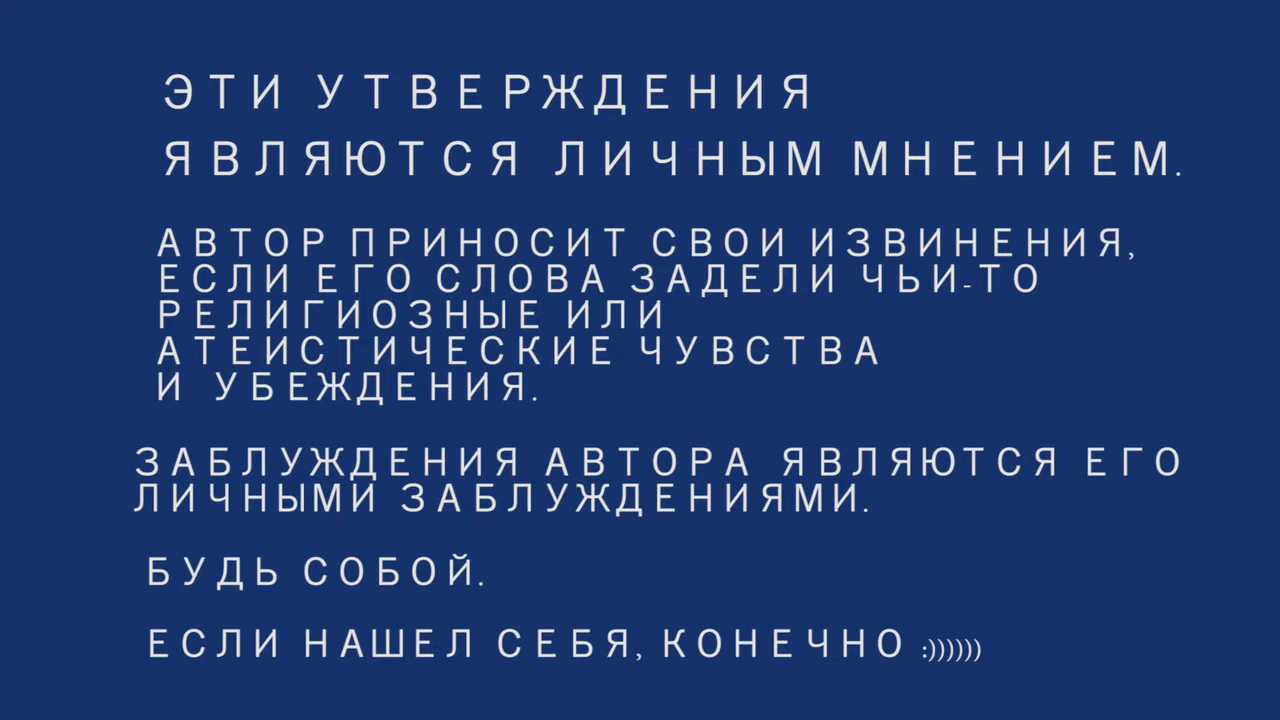 ЭТИ УТВЕРЖДЕНИЯ
ЯВЛЯЮТСЯ ЛИЧНЫМ МНЕНИЕМ.
АВТОР ПРИНОСИТ СВОИ ИЗВИНЕНИЯ,
ЕСЛИ ЕГО СЛОВА ЗАДЕЛИ ЧЬИ-ТО
РЕЛИГИОЗНЫЕ ИЛИ
АТЕИСТИЧЕСКИЕ ЧУВСТВА
И УБЕЖДЕНИЯ.
ЗАБЛУЖДЕНИЯ АВТОРА ЯВЛЯЮТСЯ ЕГО
ЛИЧНЫМИ ЗАБЛУЖДЕНИЯМИ.
БУДЬ СОБОЙ.
ЕСЛИ НАШЕЛ СЕБЯ, КОНЕЧНО :))))))